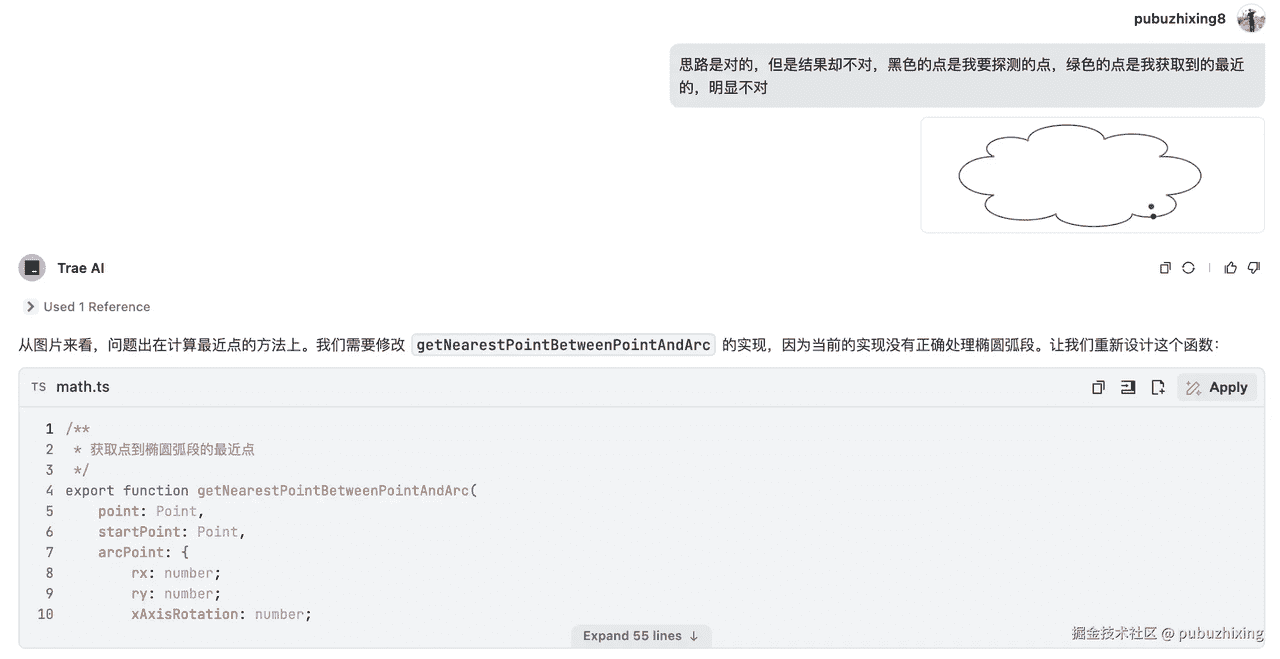 pubuzhixing8
思路是对的，但是结果却不对，黑色的点是我要探测的点，绿色的点是我获取到的最近
的，明显不对
Trae AI
Used 1 Reference
从图片来看，问题出在计算最近点的方法上。我们需要修改 getNearestPointBetweenPointAndArc 的实现，因为当前的实现没有正确处理椭圆弧段。让我们重新设计这个函数：
TS math.ts
Apply
1 /**
2 * 获取点到椭圆弧段的最近点
3 */
4 export function getNearestPointBetweenPointAndArc(
5 point: Point,
6 startPoint: Point,
7 arcPoint: {
8 rx: number;
9 ry: number;
10 xAxisRotation: number;
Expand 55 lines ↓
掘金技术社区 @ pubuzhixing